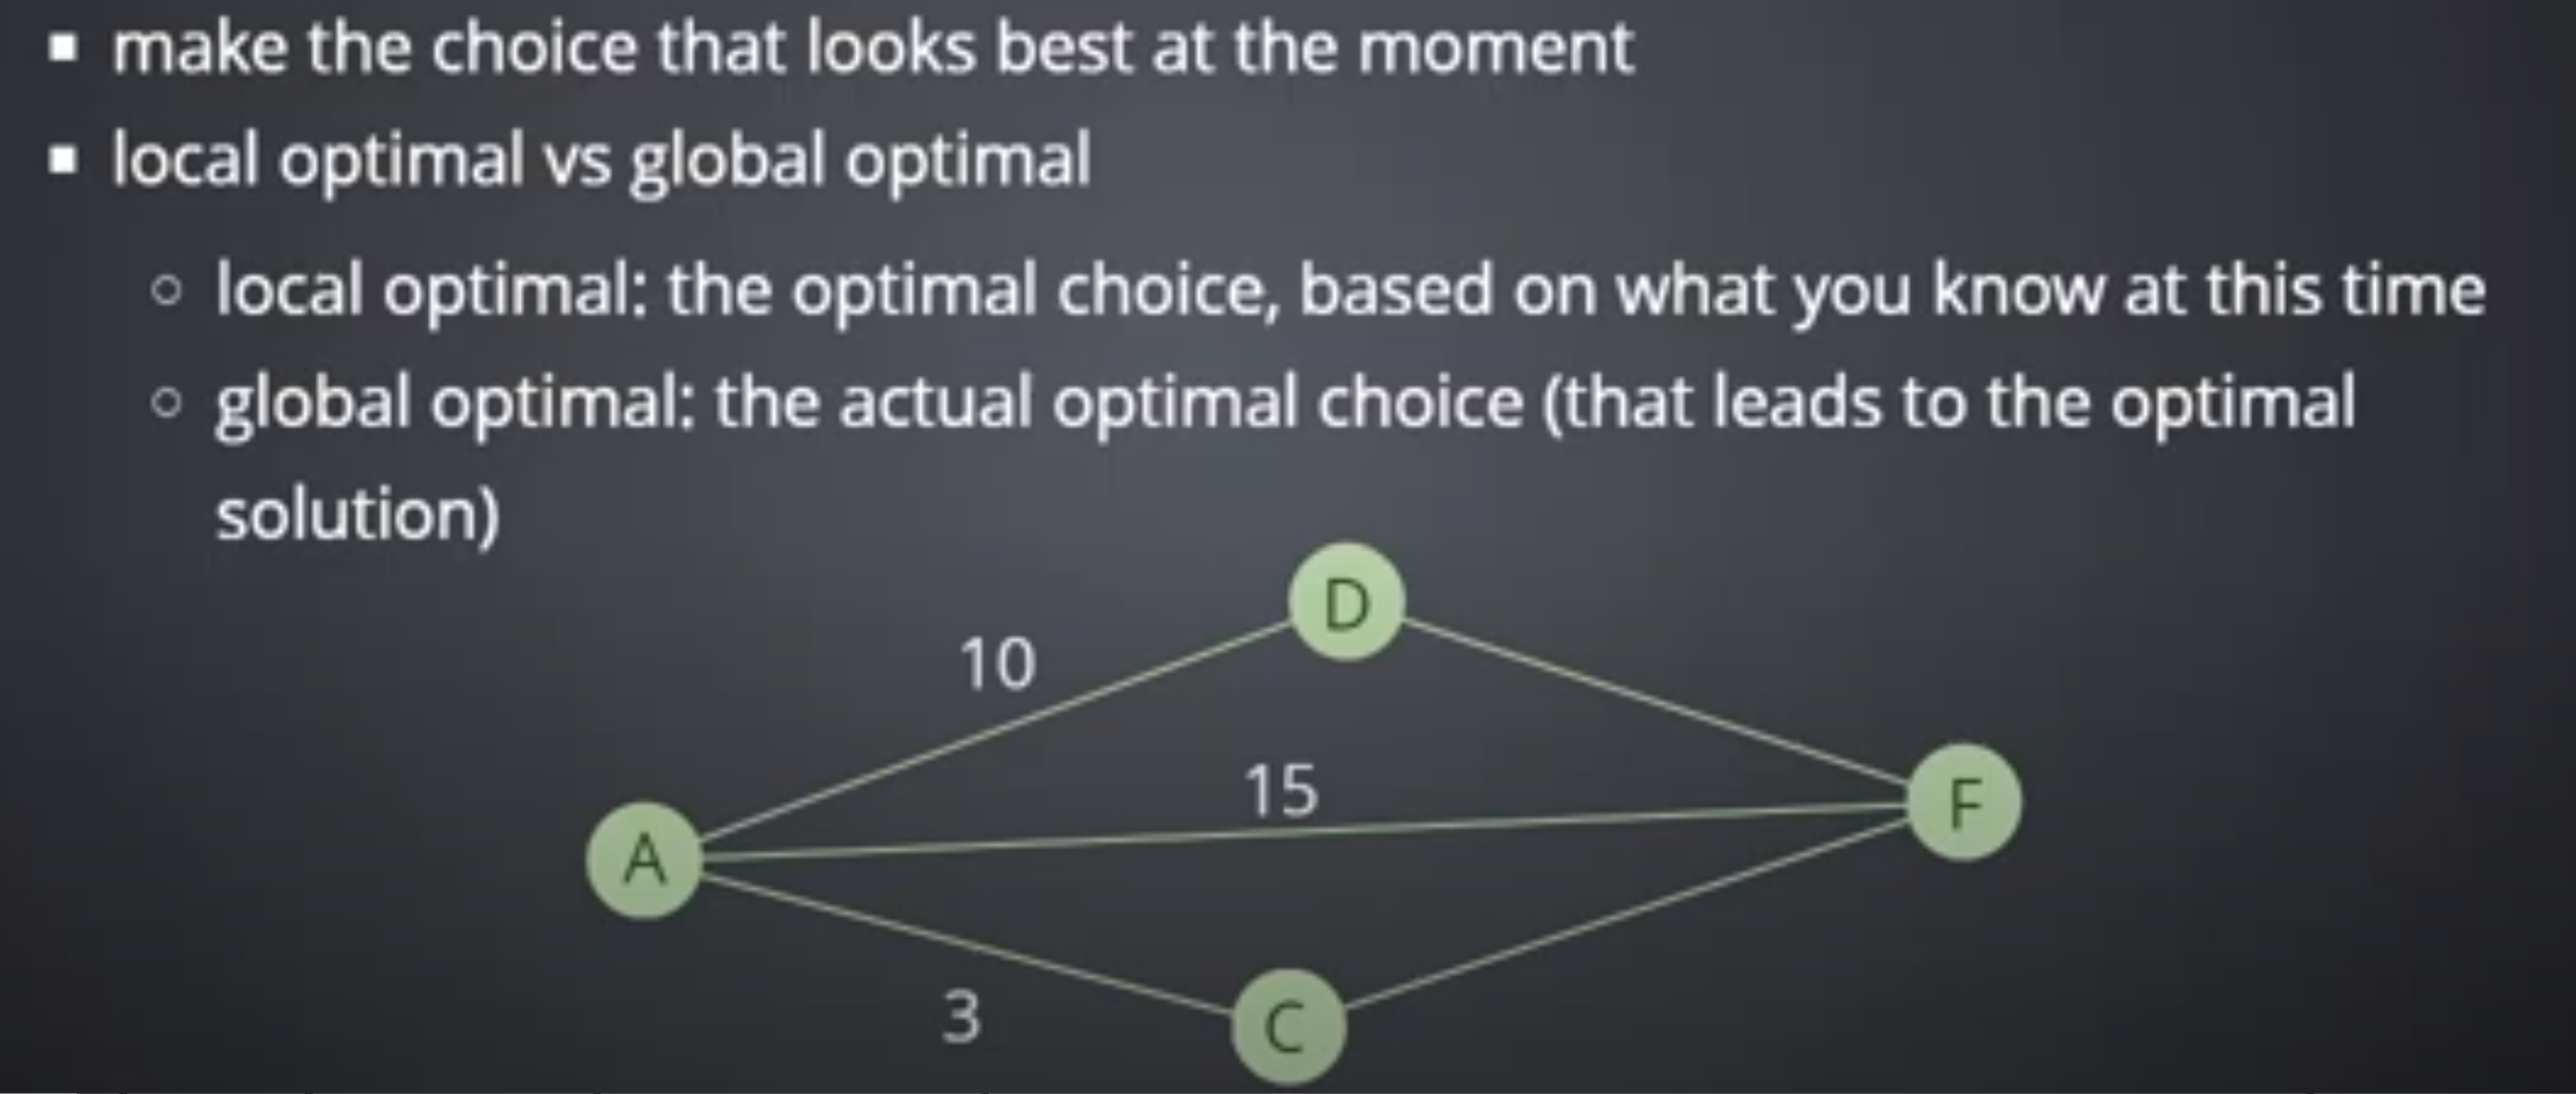 make the choice that looks best at the moment
local optimal vs global optimal
local optimal: the optimal choice, based on what you know at this time
global optimal: the actual optimal choice (that leads to the optimal
solution)
D
10
15
F
A
3
C